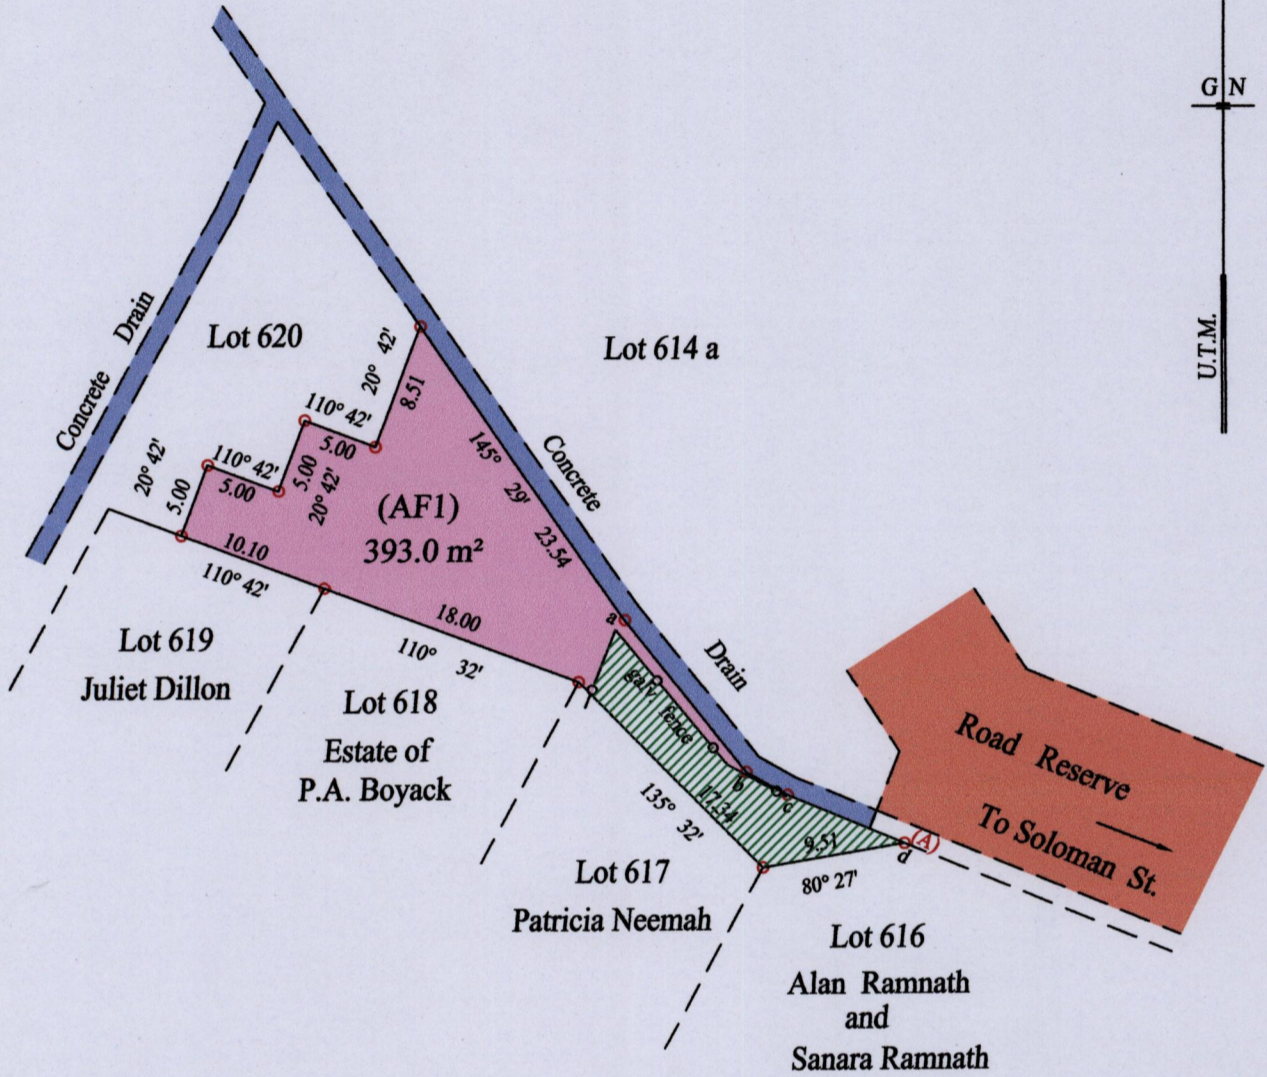 G N
U.T.M.
Concrete Drain
Lot 620
Lot 614 a
20° 42'
8.51
110° 42'
5.00
20° 42'
5.00
110° 42'
5.00
5.00
20° 42'
(AF1)
393.0 m²
145° 29'
23.54
Concrete Drain
10.10
110° 42'
18.00
110° 32'
a
galv. fence
b
c
17.34
135° 32'
9.51
d
(A)
80° 27'
Road Reserve
To Soloman St.
Lot 619
Juliet Dillon
Lot 618
Estate of
P.A. Boyack
Lot 617
Patricia Neemah
Lot 616
Alan Ramnath
and
Sanara Ramnath